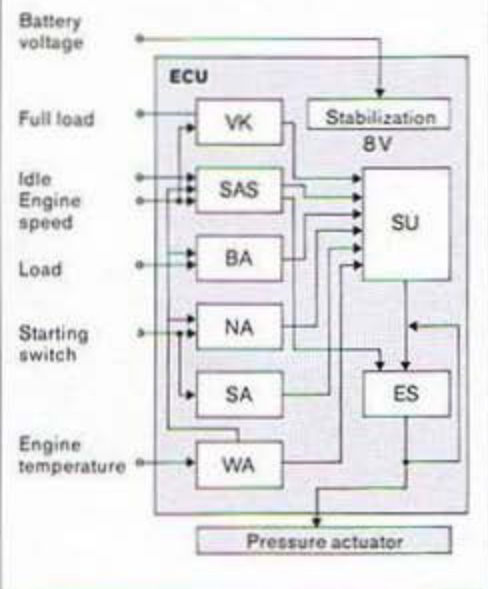 Battery
voltage
ECU
Full load
VK
Stabilization
8 V
Idle
Engine
speed
SAS
SU
Load
BA
Starting
switch
NA
SA
ES
Engine
temperature
WA
Pressure actuator